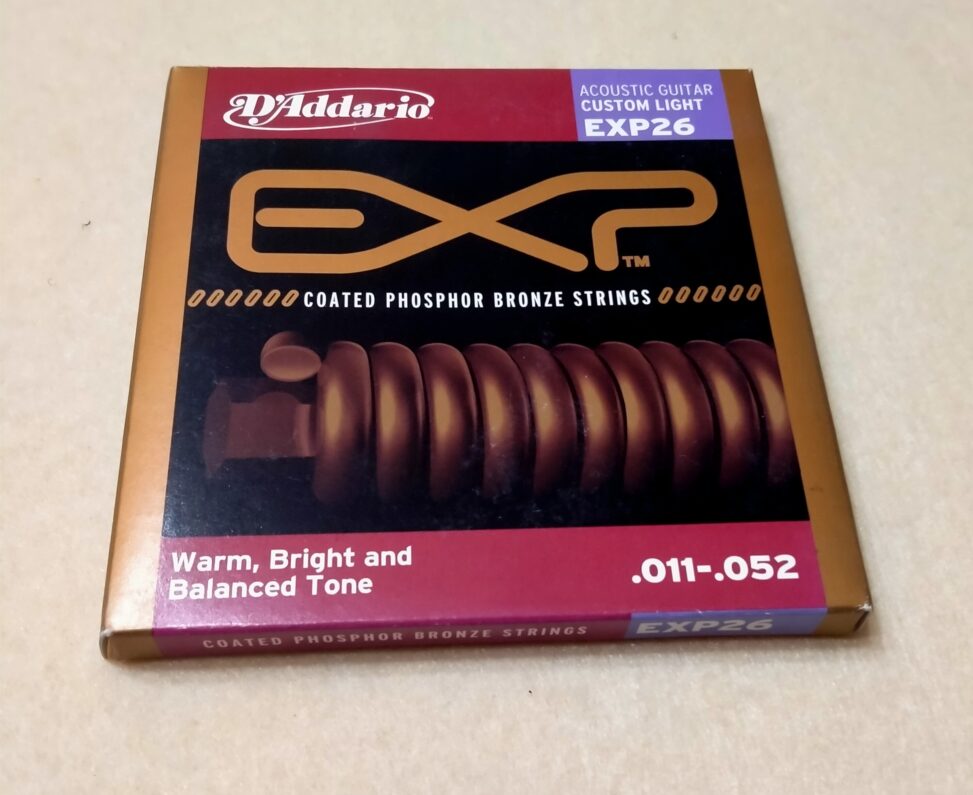 D'Addario
ACOUSTIC GUITAR
CUSTOM LIGHT
EXP26
EXP™
COATED PHOSPHOR BRONZE STRINGS
Warm, Bright and
Balanced Tone
.011-.052
COATED PHOSPHOR BRONZE STRINGS
EXP26